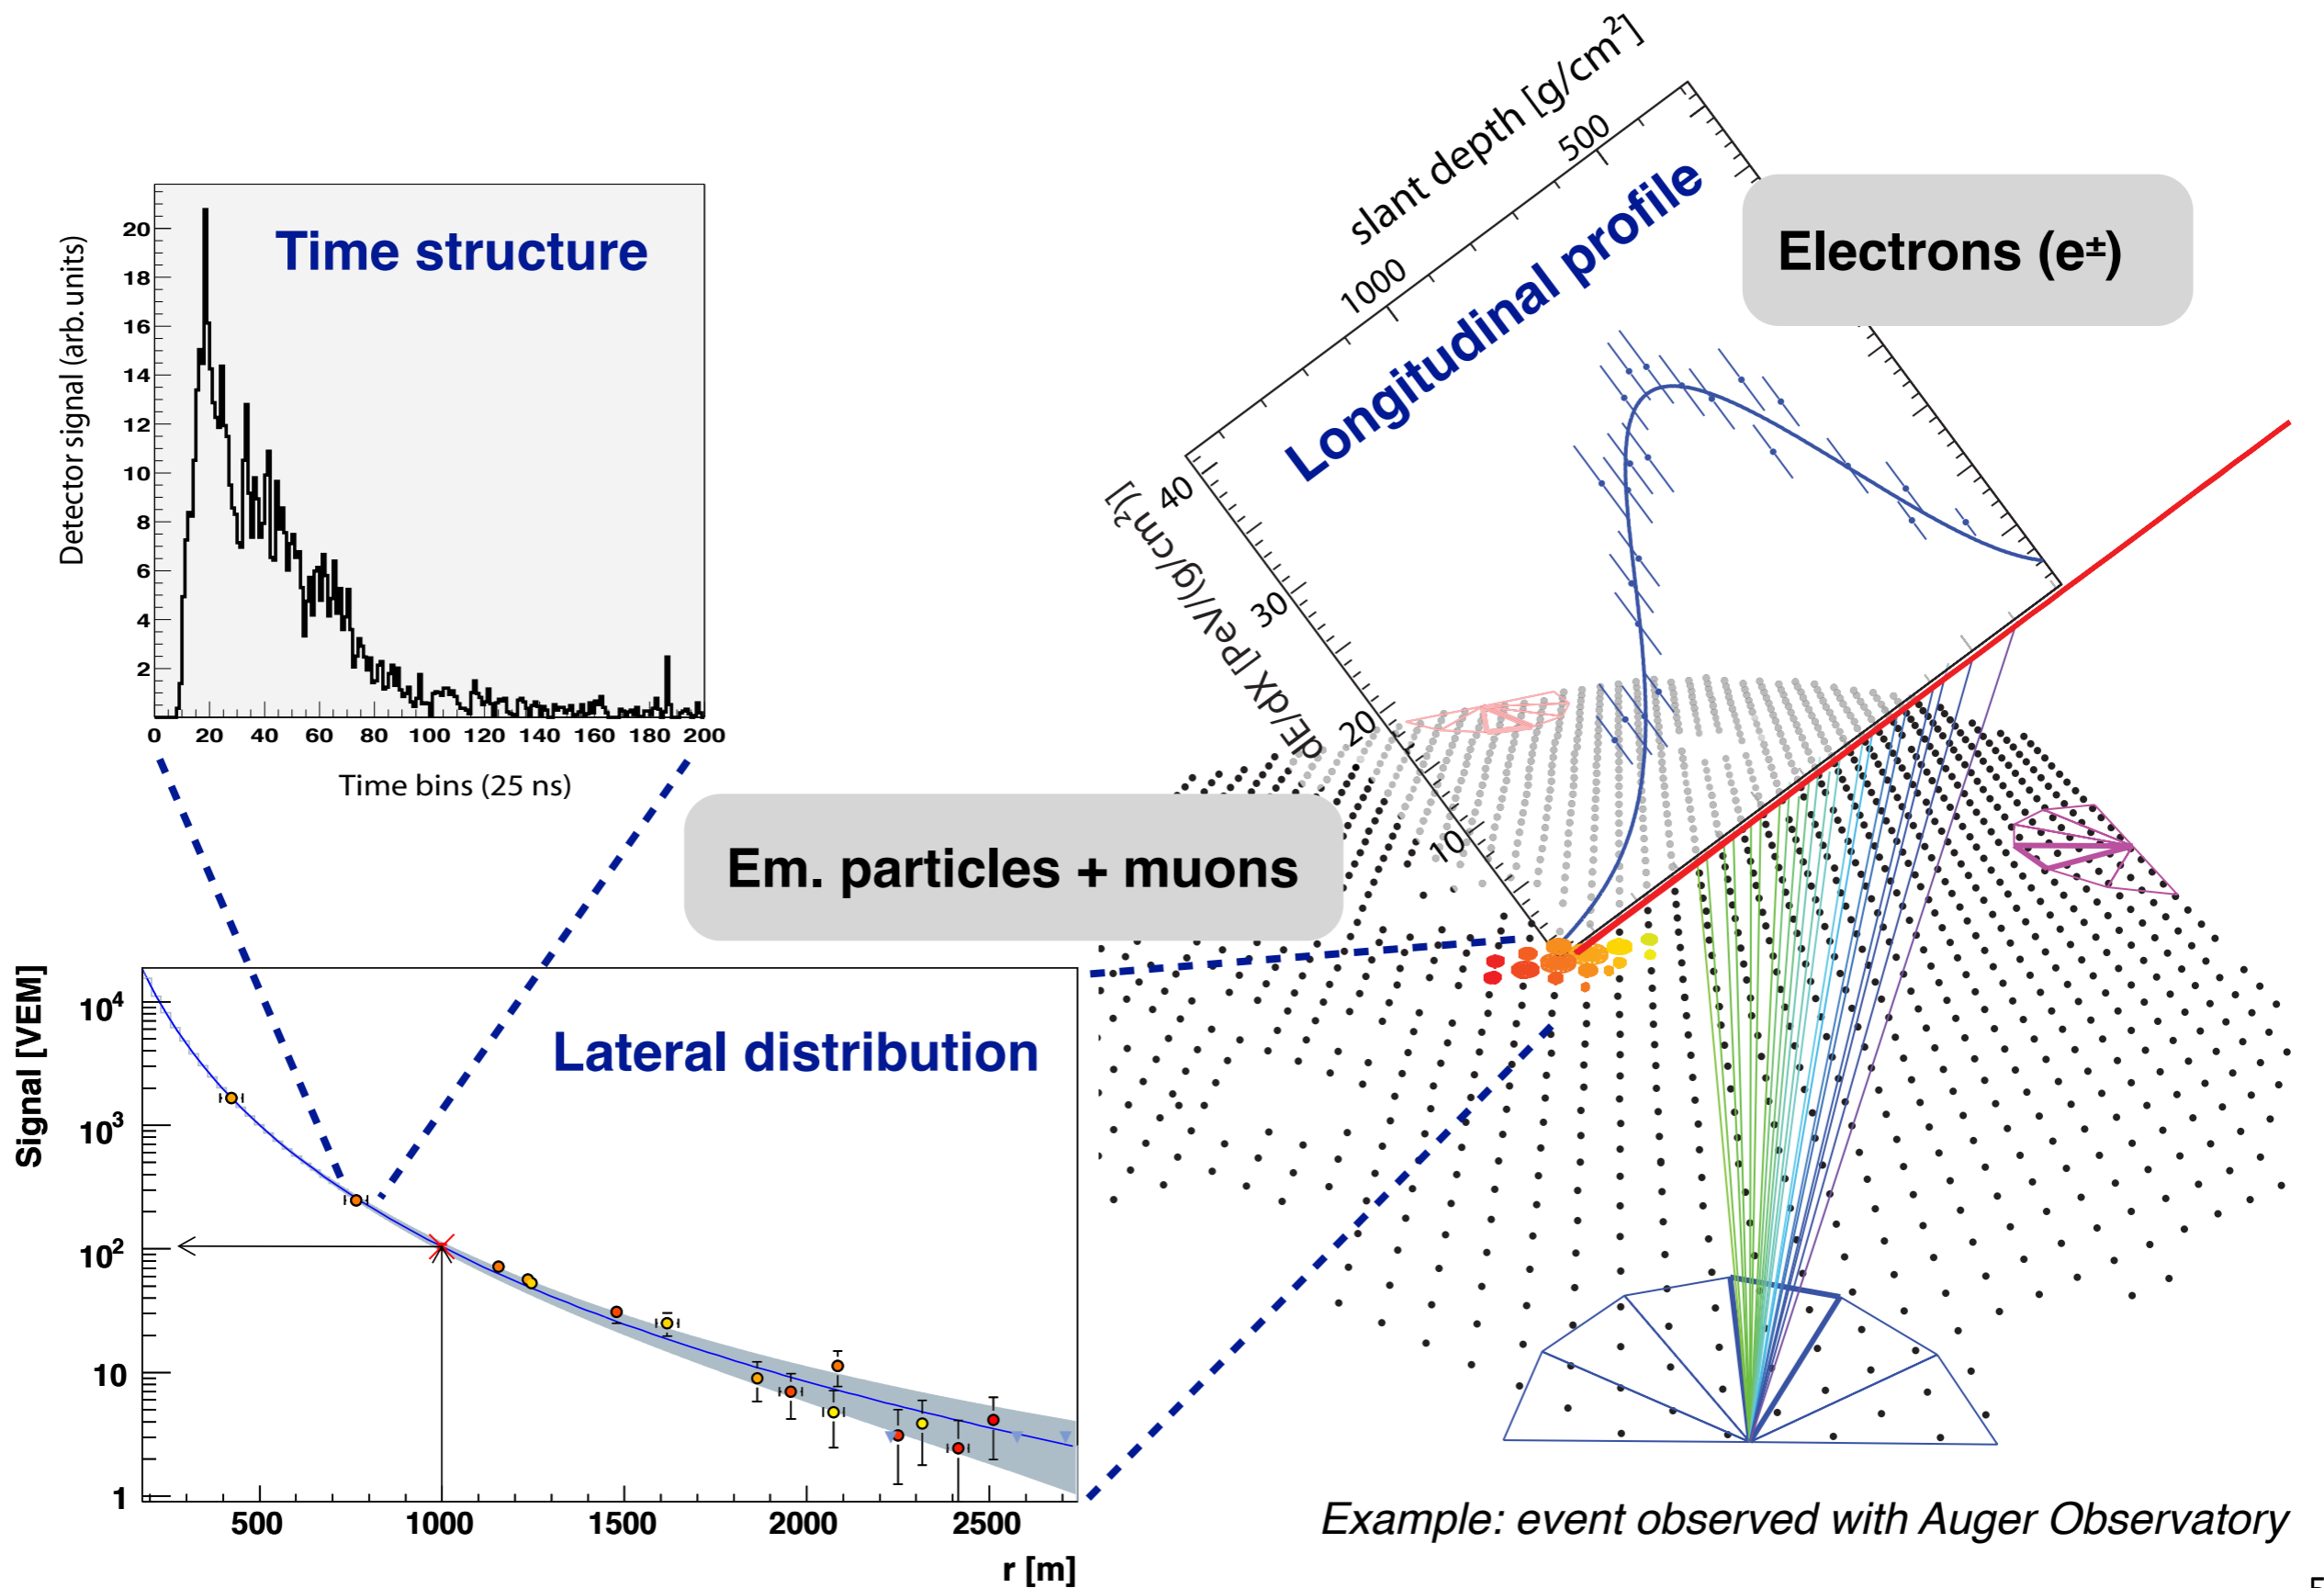 slant depth [g/cm²]
500
1000
Longitudinal profile
Electrons (e±)
Time structure
Detector signal (arb. units)
20
18
16
14
12
10
8
6
4
2
0 20 40 60 80 100 120 140 160 180 200
Time bins (25 ns)
dE/dX [PeV/(g/cm²)]
40
30
20
10
Em. particles + muons
Lateral distribution
Signal [VEM]
10⁴
10³
10²
10
1
500 1000 1500 2000 2500
r [m]
Example: event observed with Auger Observatory